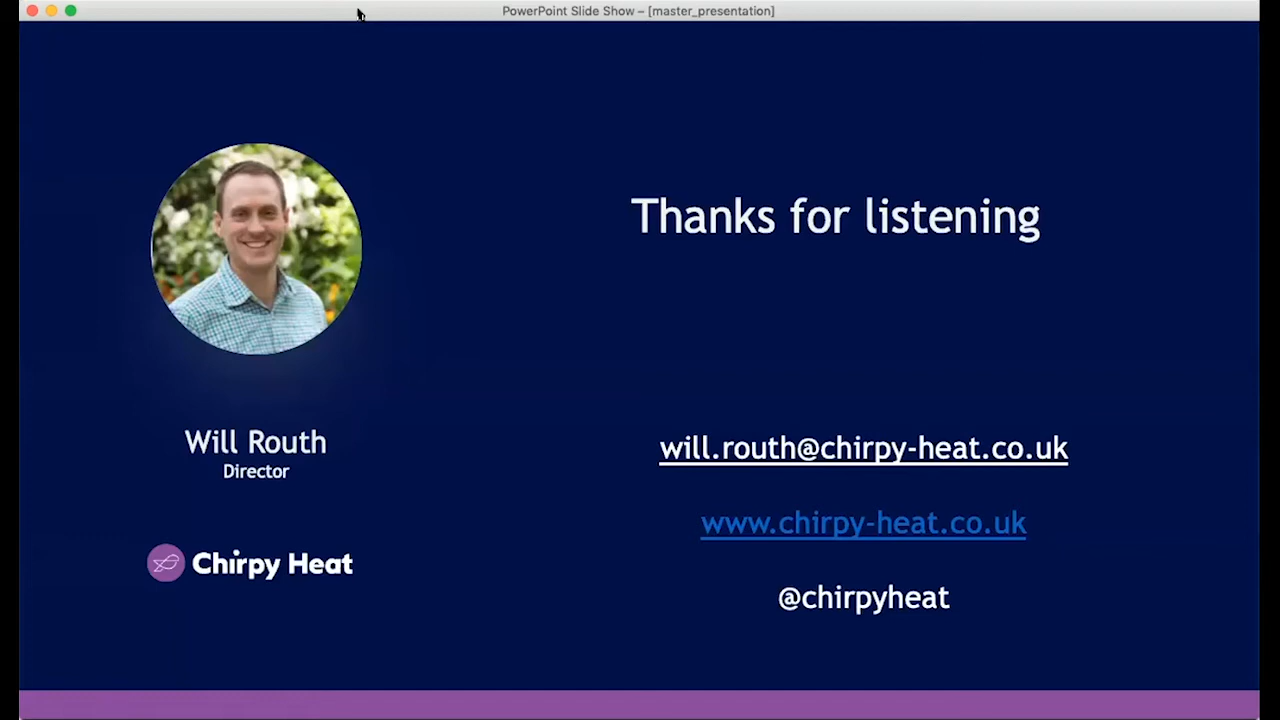 PowerPoint Slide Show – [master_presentation]
Thanks for listening
Will Routh
Director
Chirpy Heat
will.routh@chirpy-heat.co.uk
www.chirpy-heat.co.uk
@chirpyheat